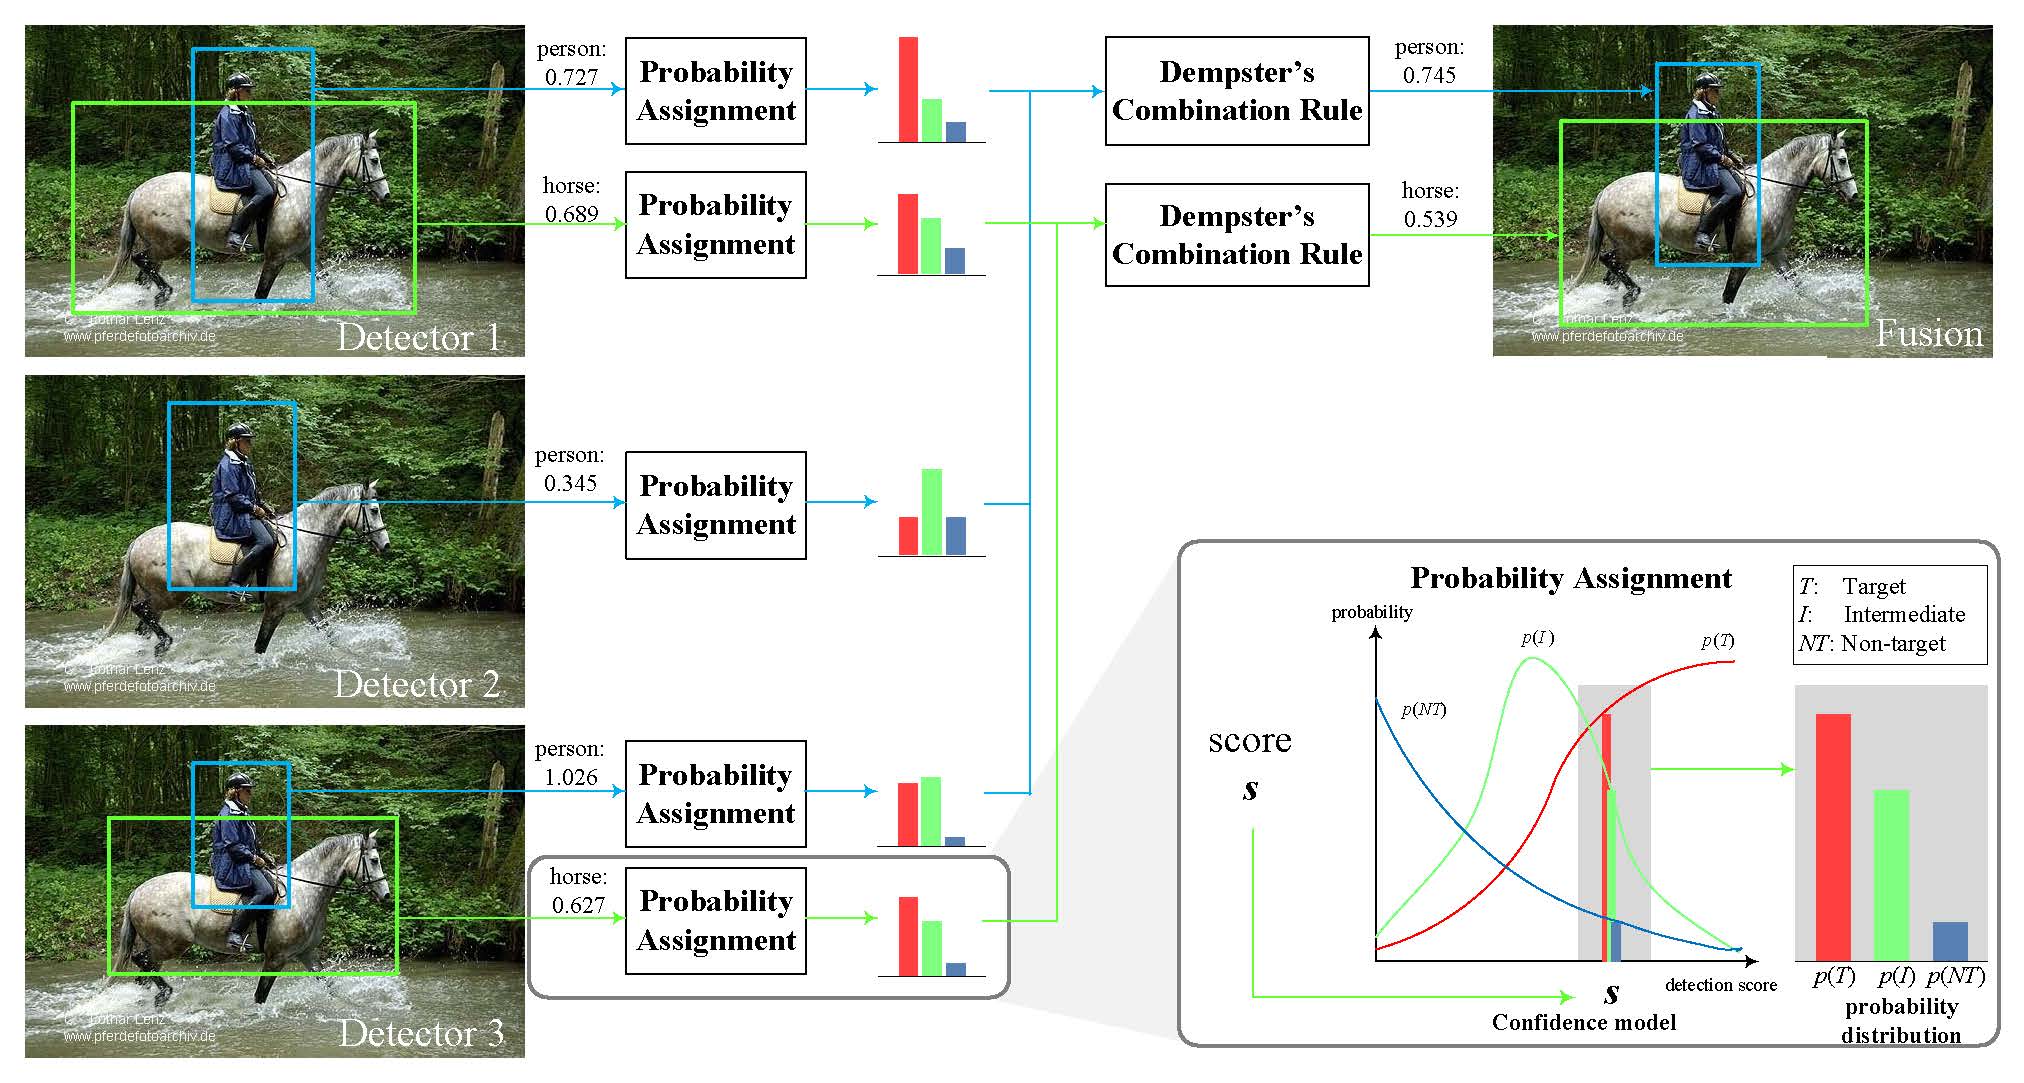 person:
0.727
Probability
Assignment
Dempster’s
Combination Rule
person:
0.745
horse:
0.689
Probability
Assignment
Dempster’s
Combination Rule
horse:
0.539
Lothar Lenz
www.pferdefotoarchiv.de
Detector 1
Lothar Lenz
www.pferdefotoarchiv.de
Fusion
person:
0.345
Probability
Assignment
Lothar Lenz
www.pferdefotoarchiv.de
Detector 2
person:
1.026
Probability
Assignment
horse:
0.627
Probability
Assignment
Lothar Lenz
www.pferdefotoarchiv.de
Detector 3
Probability Assignment
T: Target
I: Intermediate
NT: Non-target
probability
p(I)
p(T)
p(NT)
score
s
s
detection score
Confidence model
p(T) p(I) p(NT)
probability
distribution